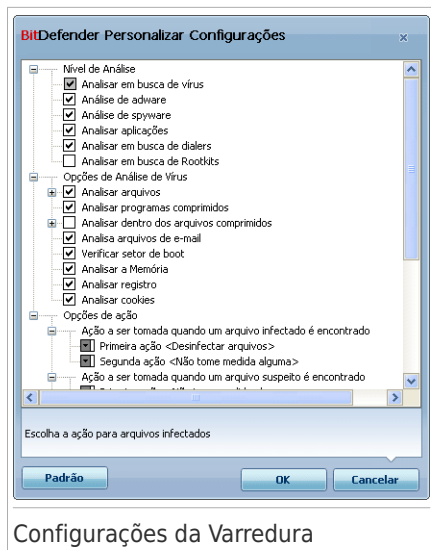 BitDefender Personalizar Configurações
Nível de Análise
Analisar em busca de vírus
Análise de adware
Análise de spyware
Analisar aplicações
Analisar em busca de dialers
Analisar em busca de Rootkits
Opções de Análise de Vírus
Analisar arquivos
Analisar programas comprimidos
Analisar dentro dos arquivos comprimidos
Analisa arquivos de e-mail
Verificar setor de boot
Analisar a Memória
Analisar registro
Analisar cookies
Opções de ação
Ação a ser tomada quando um arquivo infectado é encontrado
Primeira ação <Desinfectar arquivos>
Segunda ação <Não tome medida alguma>
Ação a ser tomada quando um arquivo suspeito é encontrado
Escolha a ação para arquivos infectados
Padrão
OK
Cancelar
Configurações da Varredura